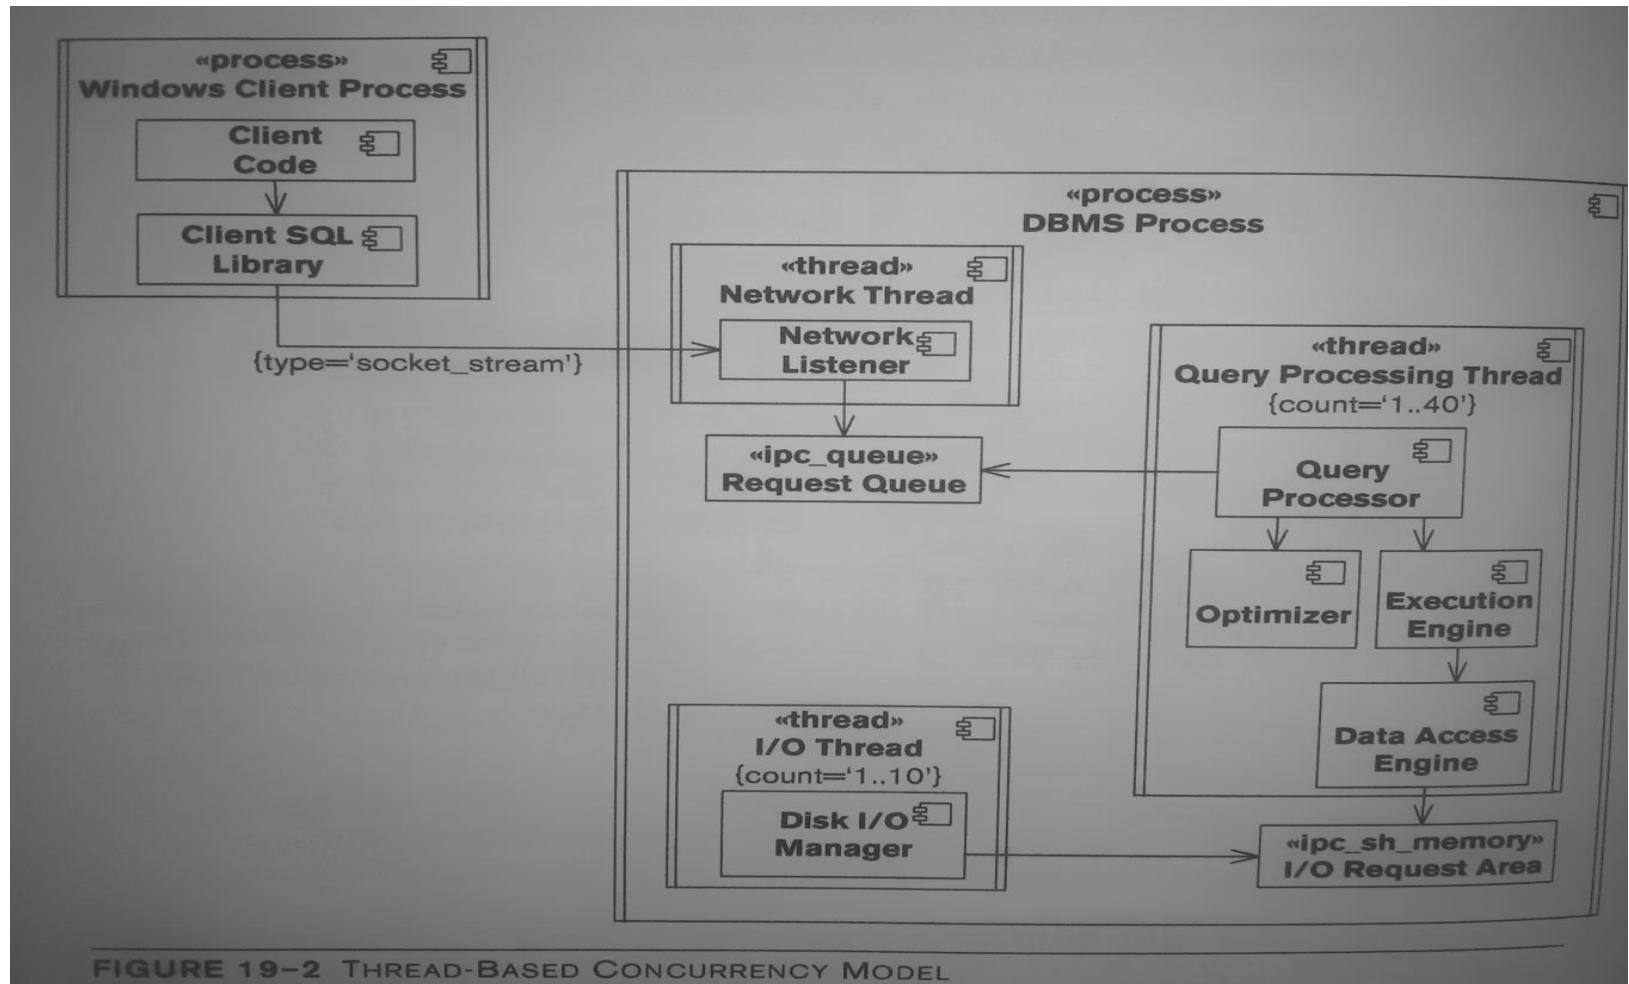 «process»
Windows Client Process
Client
Code
Client SQL
Library
{type=‘socket_stream’}
«process»
DBMS Process
«thread»
Network Thread
Network
Listener
«ipc_queue»
Request Queue
«thread»
Query Processing Thread
{count=‘1..40’}
Query
Processor
Optimizer
Execution
Engine
Data Access
Engine
«thread»
I/O Thread
{count=‘1..10’}
Disk I/O
Manager
«ipc_sh_memory»
I/O Request Area
FIGURE 19–2 THREAD-BASED CONCURRENCY MODEL